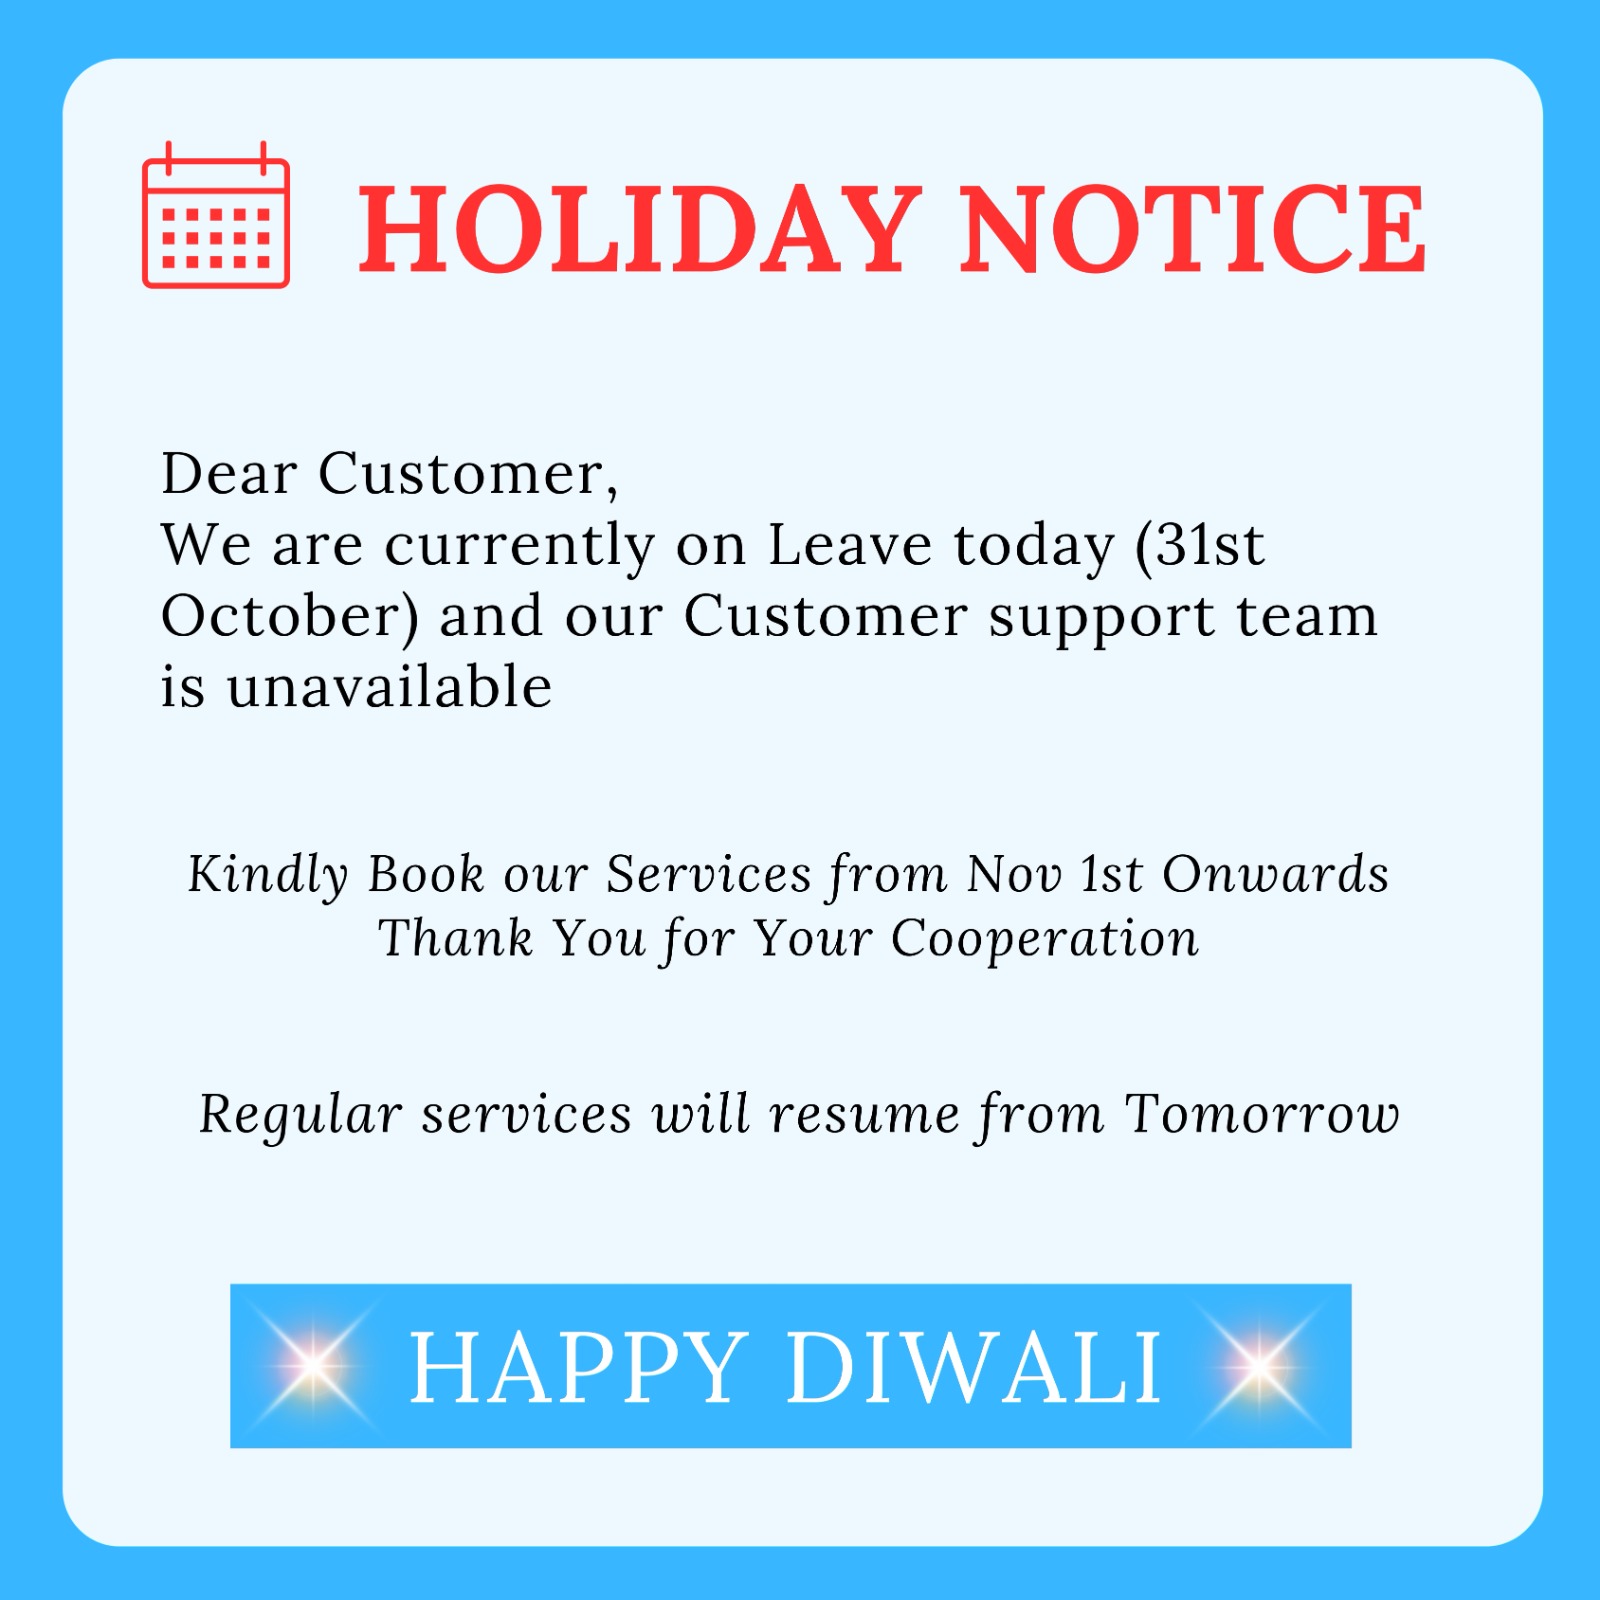 HOLIDAY NOTICE
Dear Customer,
We are currently on Leave today (31st
October) and our Customer support team
is unavailable
Kindly Book our Services from Nov 1st Onwards
Thank You for Your Cooperation
Regular services will resume from Tomorrow
HAPPY DIWALI